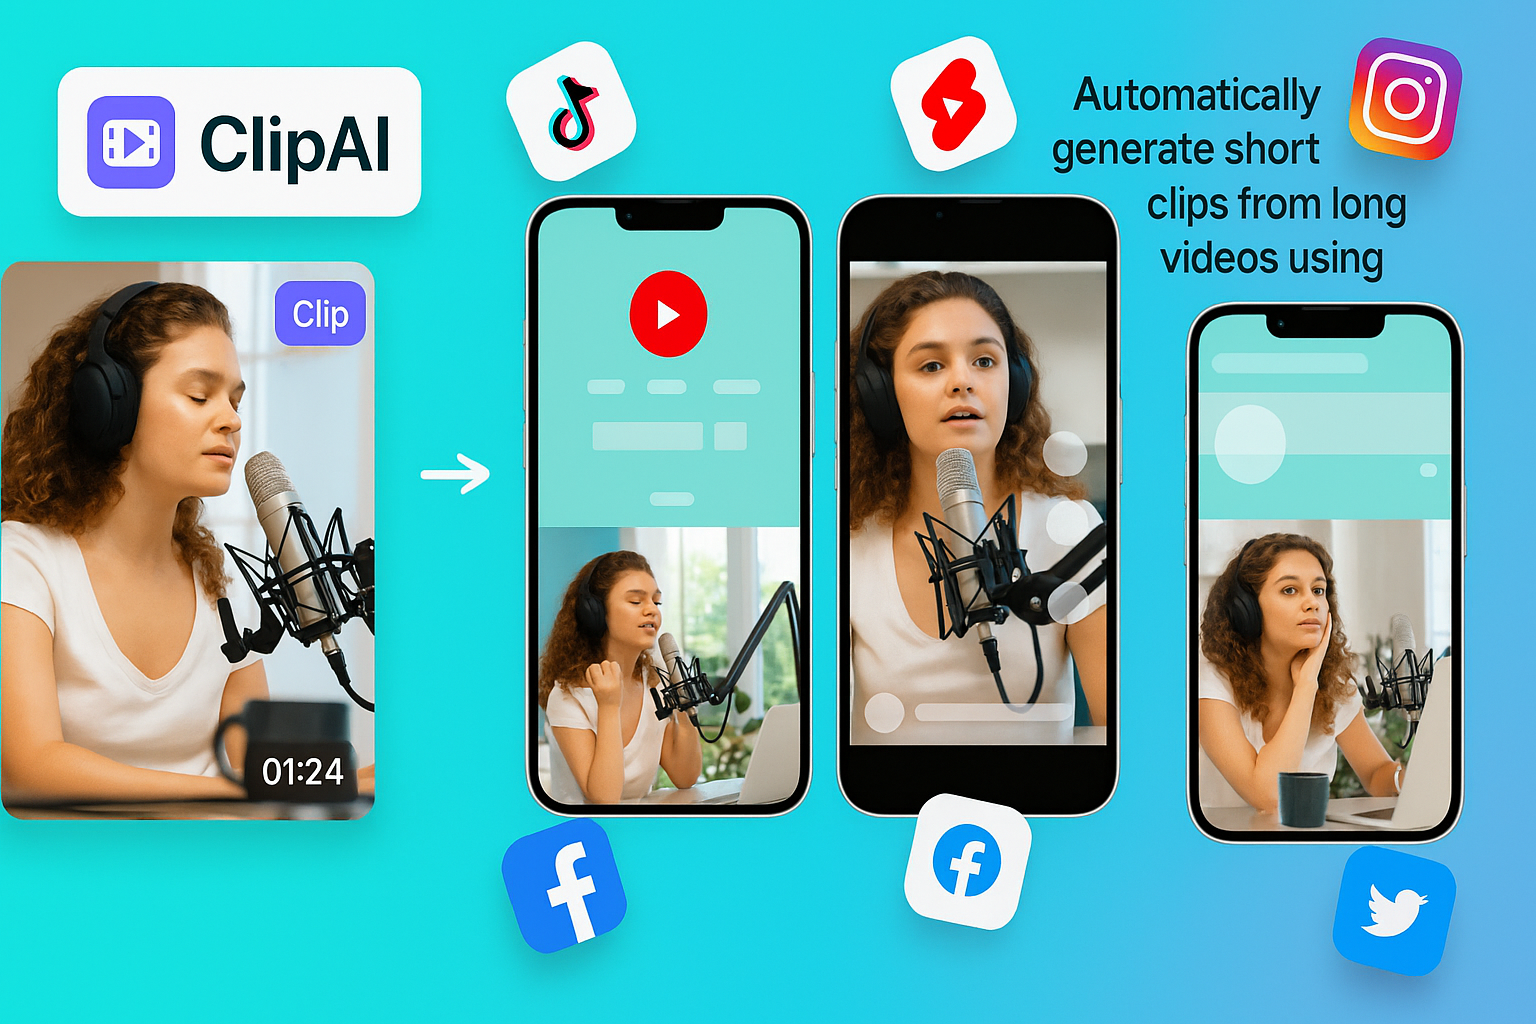 ClipAI
Automatically
generate short
clips from long
videos using
Clip
01:24